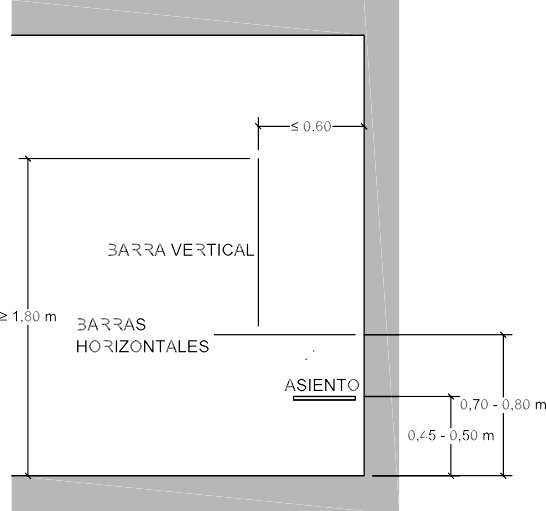 ≤ 0.60
BARRA VERTICAL
≥ 1,80 m
BARRAS
HORIZONTALES
ASIENTO
0,70 - 0,80 m
0,45 - 0,50 m